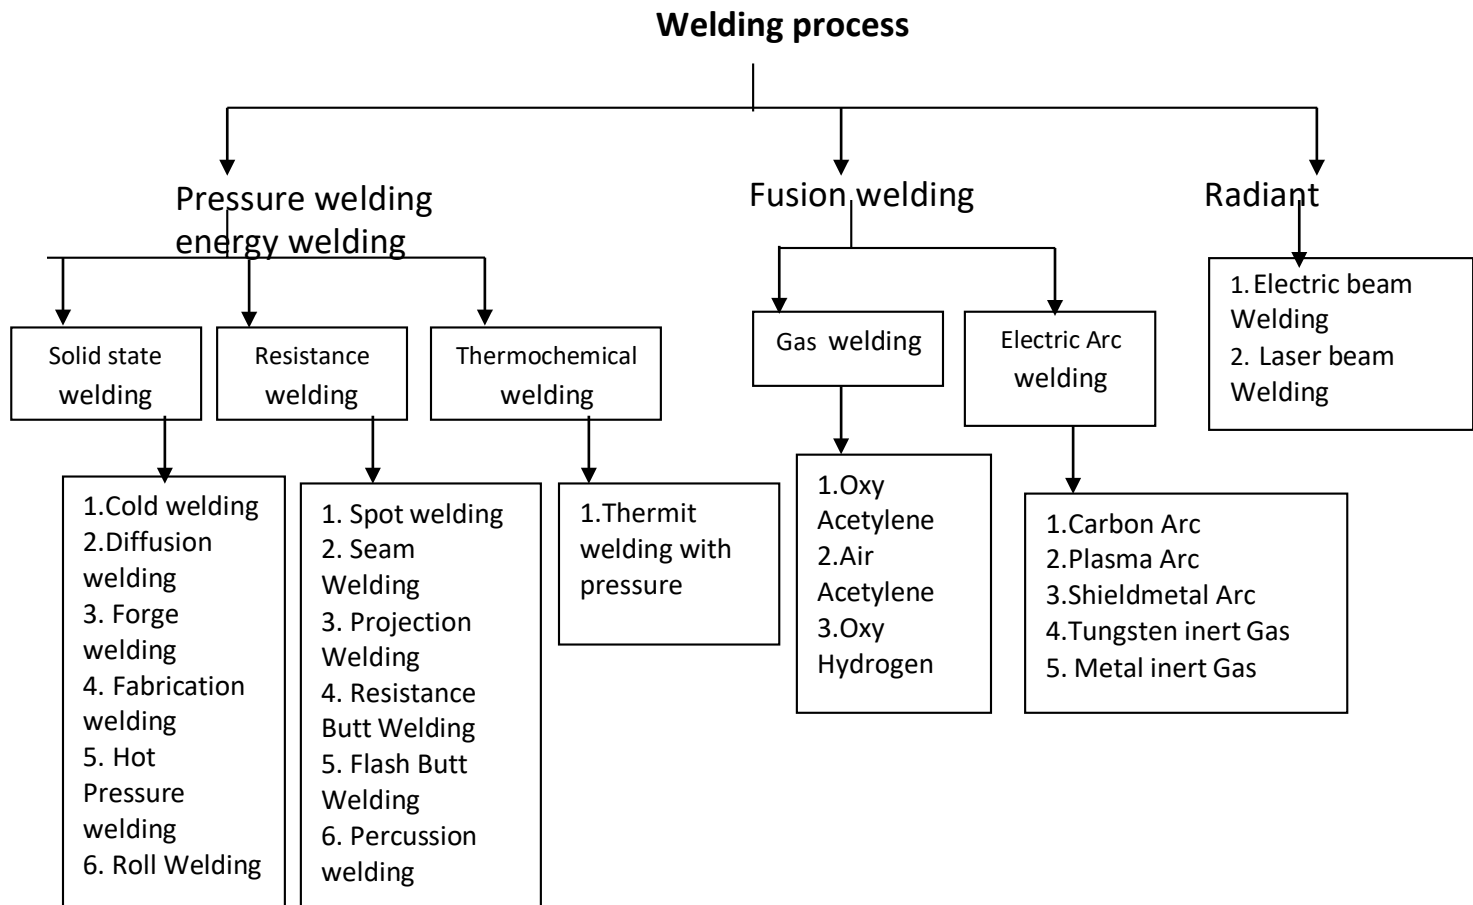 Welding process
Pressure welding
energy welding
Fusion welding
Radiant
Solid state
welding
Resistance
welding
Thermochemical
welding
Gas welding
Electric Arc
welding
1. Electric beam
Welding
2. Laser beam
Welding
1.Cold welding
2.Diffusion
welding
3. Forge
welding
4. Fabrication
welding
5. Hot
Pressure
welding
6. Roll Welding
1. Spot welding
2. Seam
Welding
3. Projection
Welding
4. Resistance
Butt Welding
5. Flash Butt
Welding
6. Percussion
welding
1.Thermit
welding with
pressure
1.Oxy
Acetylene
2.Air
Acetylene
3.Oxy
Hydrogen
1.Carbon Arc
2.Plasma Arc
3.Shieldmetal Arc
4.Tungsten inert Gas
5. Metal inert Gas